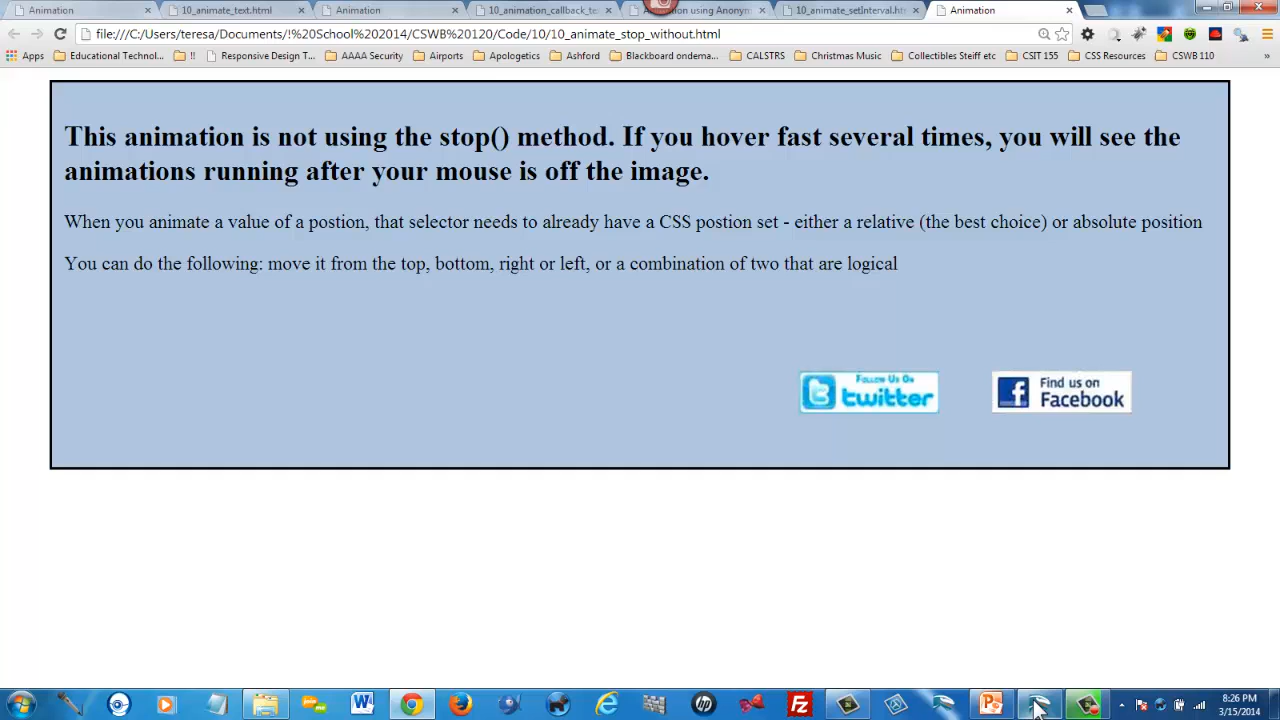 Animation
10_animate_text.html
Animation
10_animation_callback_te
using Anonym
10_animate_setInterval.ht
Animation
file:///C:/Users/teresa/Documents/!%20School%202014/CSWB%20120/Code/10/10_animate_stop_without.html
Apps
Educational Technol...
!!
Responsive Design T...
AAAA Security
Airports
Apologetics
Ashford
Blackboard ondema...
CALSTRS
Christmas Music
Collectibles Steiff etc
CSIT 155
CSS Resources
CSWB 110
»
This animation is not using the stop() method. If you hover fast several times, you will see the
animations running after your mouse is off the image.
When you animate a value of a postion, that selector needs to already have a CSS postion set - either a relative (the best choice) or absolute position
You can do the following: move it from the top, bottom, right or left, or a combination of two that are logical
Follow Us On
twitter
Find us on
Facebook
8:26 PM
3/15/2014